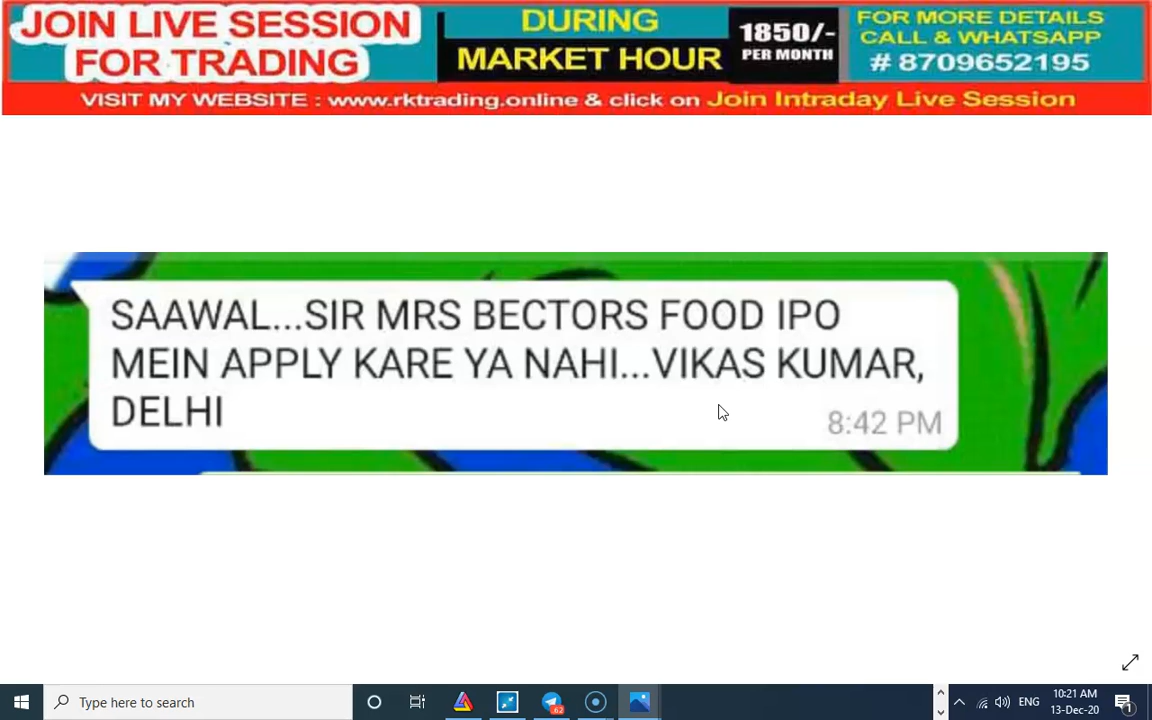 JOIN LIVE SESSION
FOR TRADING
DURING
MARKET HOUR
1850/-
PER MONTH
FOR MORE DETAILS
CALL & WHATSAPP
# 8709652195
VISIT MY WEBSITE : www.rktrading.online & click on Join Intraday Live Session
SAAWAL...SIR MRS BECTORS FOOD IPO
MEIN APPLY KARE YA NAHI...VIKAS KUMAR,
DELHI
8:42 PM
Type here to search
62
ENG
10:21 AM
13-Dec-20
1